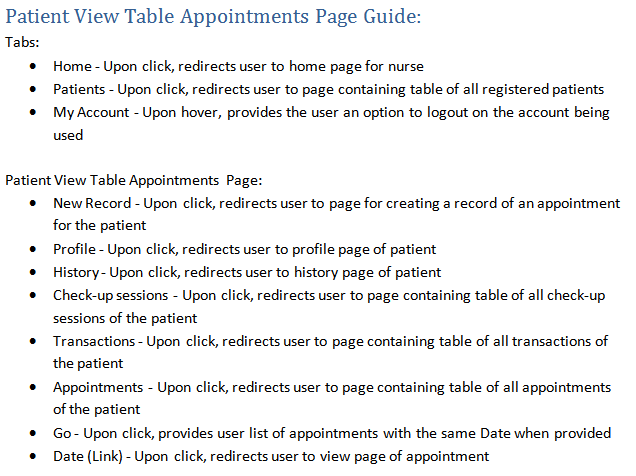 Patient View Table Appointments Page Guide:
Tabs:
• Home - Upon click, redirects user to home page for nurse
• Patients - Upon click, redirects user to page containing table of all registered patients
• My Account - Upon hover, provides the user an option to logout on the account being
used
Patient View Table Appointments Page:
• New Record - Upon click, redirects user to page for creating a record of an appointment
for the patient
• Profile - Upon click, redirects user to profile page of patient
• History - Upon click, redirects user to history page of patient
• Check-up sessions - Upon click, redirects user to page containing table of all check-up
sessions of the patient
• Transactions - Upon click, redirects user to page containing table of all transactions of
the patient
• Appointments - Upon click, redirects user to page containing table of all appointments
of the patient
• Go - Upon click, provides user list of appointments with the same Date when provided
• Date (Link) - Upon click, redirects user to view page of appointment